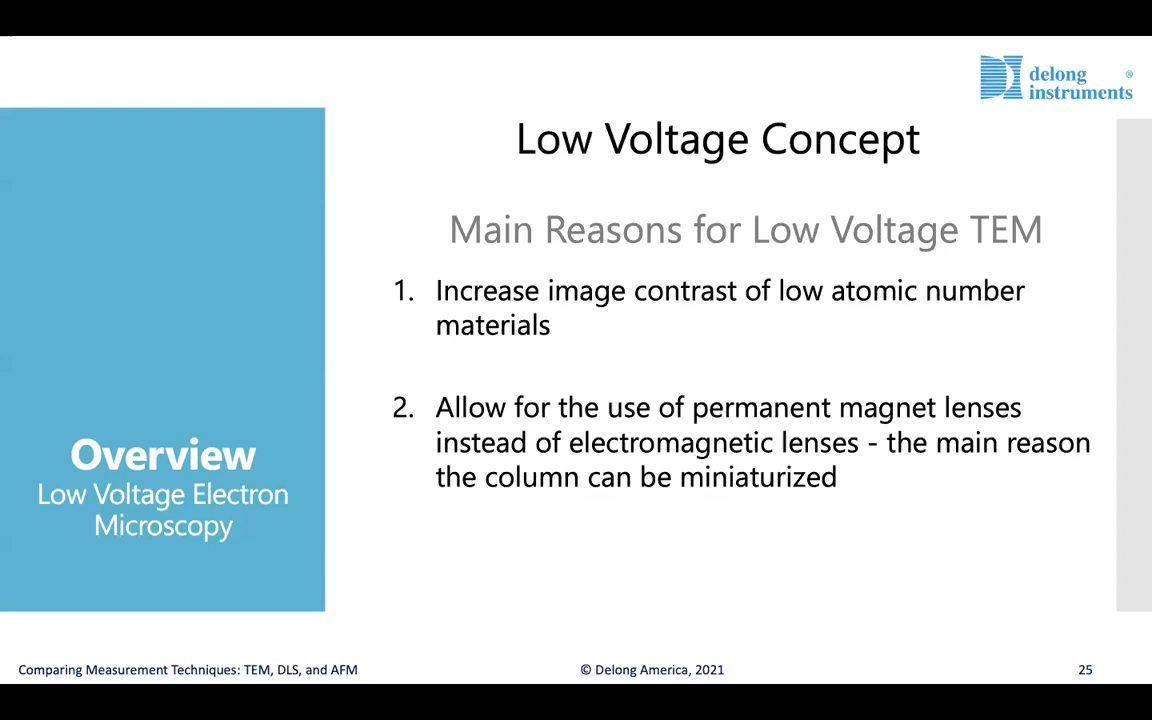 delong ®
instruments
Low Voltage Concept
Main Reasons for Low Voltage TEM
1. Increase image contrast of low atomic number
materials
2. Allow for the use of permanent magnet lenses
instead of electromagnetic lenses - the main reason
the column can be miniaturized
Overview
Low Voltage Electron
Microscopy
Comparing Measurement Techniques: TEM, DLS, and AFM
© Delong America, 2021
25